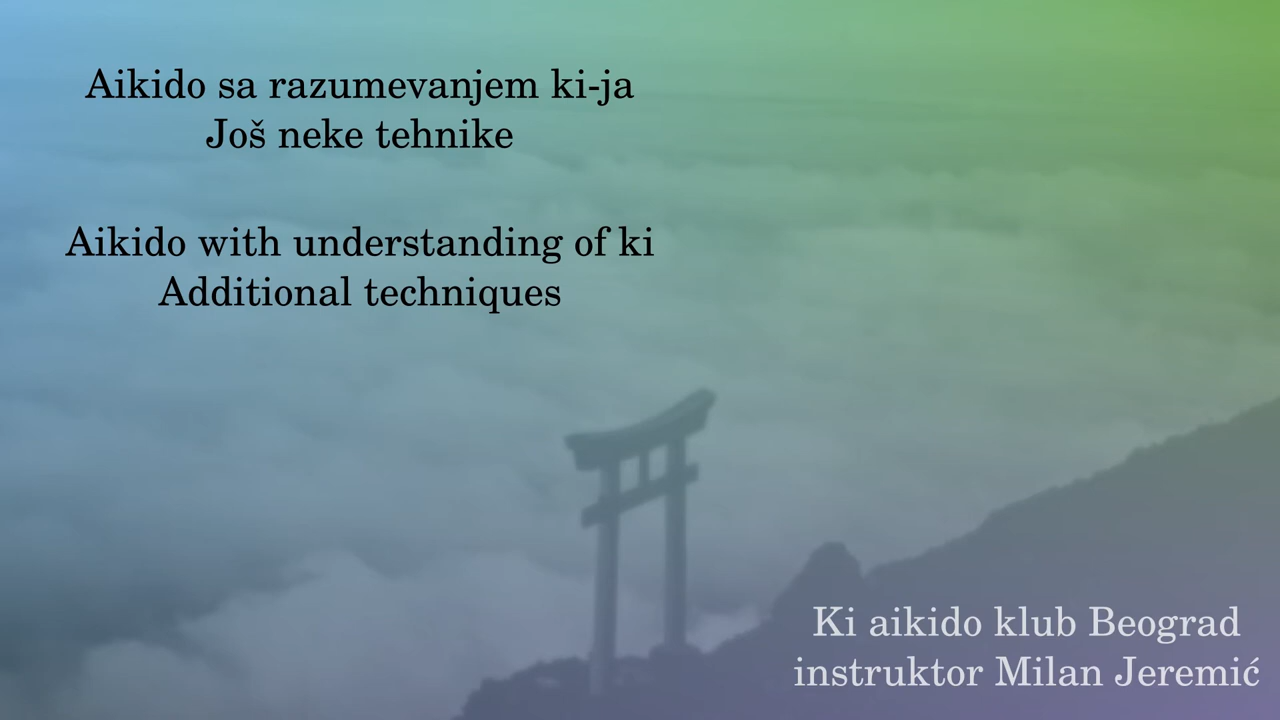 Aikido sa razumevanjem ki-ja
Još neke tehnike
Aikido with understanding of ki
Additional techniques
Ki aikido klub Beograd
instruktor Milan Jeremić